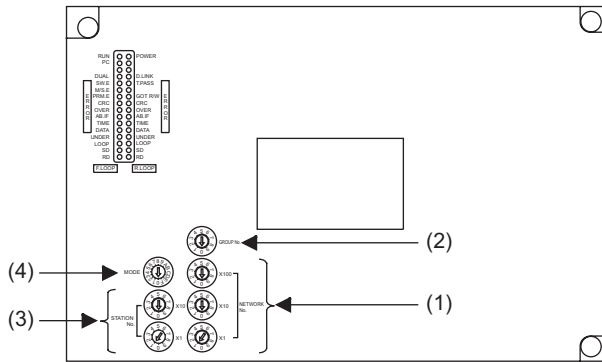 RUN POWER
PC
DUAL D.LINK
SW.E T.PASS
M/S.E
PRM.E GOT R/W
CRC CRC
OVER OVER
AB.IF AB.IF
TIME TIME
DATA DATA
UNDER UNDER
LOOP LOOP
SD SD
RD RD
ERROR
ERROR
F.LOOP R.LOOP
GROUP No.
(2)
(4)
MODE
X100
NETWORK No.
(1)
(3)
STATION No.
X10
X10
X1
X1